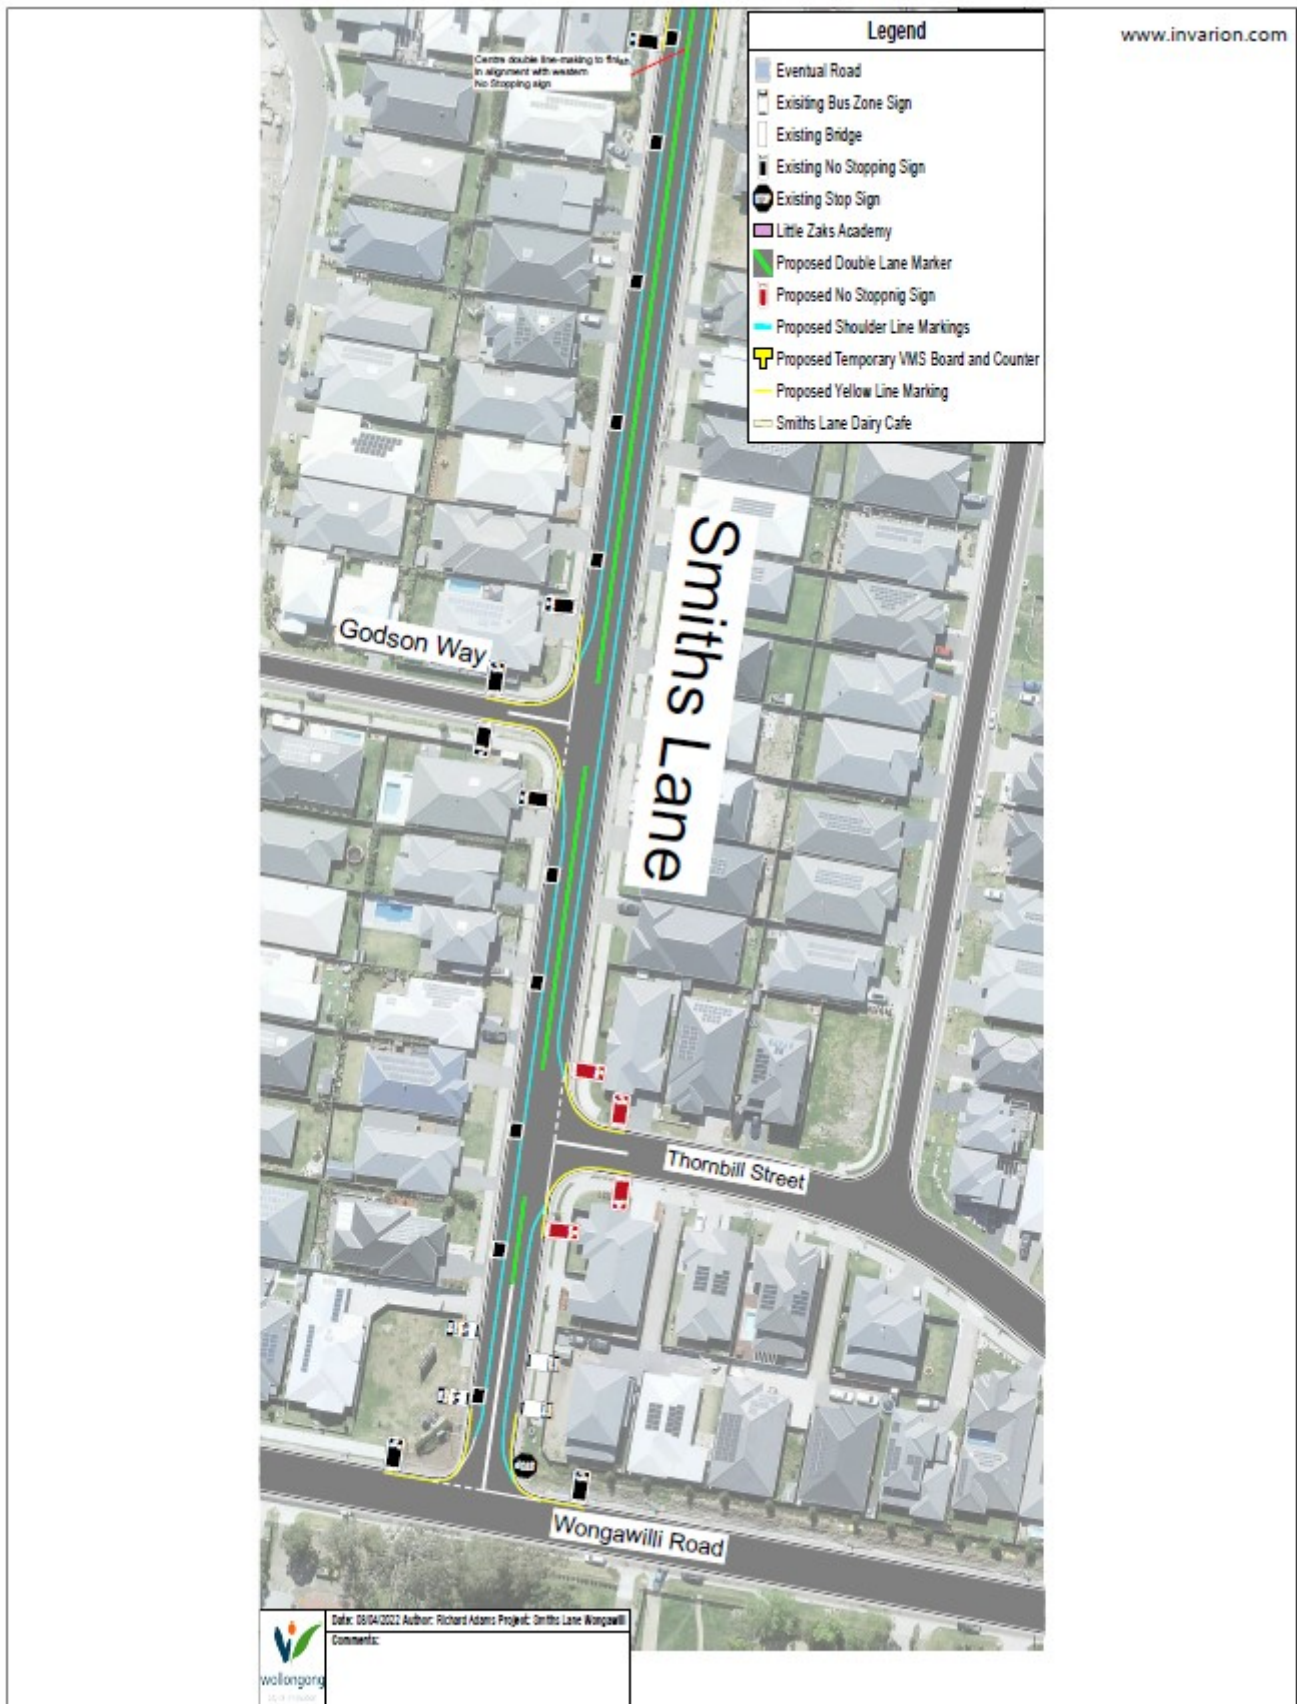 www.invarion.com
Legend
Eventual Road
Exisiting Bus Zone Sign
Existing Bridge
Existing No Stopping Sign
Existing Stop Sign
Little Zaks Academy
Proposed Double Lane Marker
Proposed No Stoppnig Sign
Proposed Shoulder Line Markings
Proposed Temporary VMS Board and Counter
Proposed Yellow Line Marking
Smiths Lane Dairy Cafe
Centre double line-making to finish
in alignment with western
No Stopping sign
Smiths Lane
Godson Way
Thornbill Street
Wongawilli Road
wollongong
Date: 08/04/2022 Author: Richard Adams Project: Smiths Lane Wongawilli
Comments: